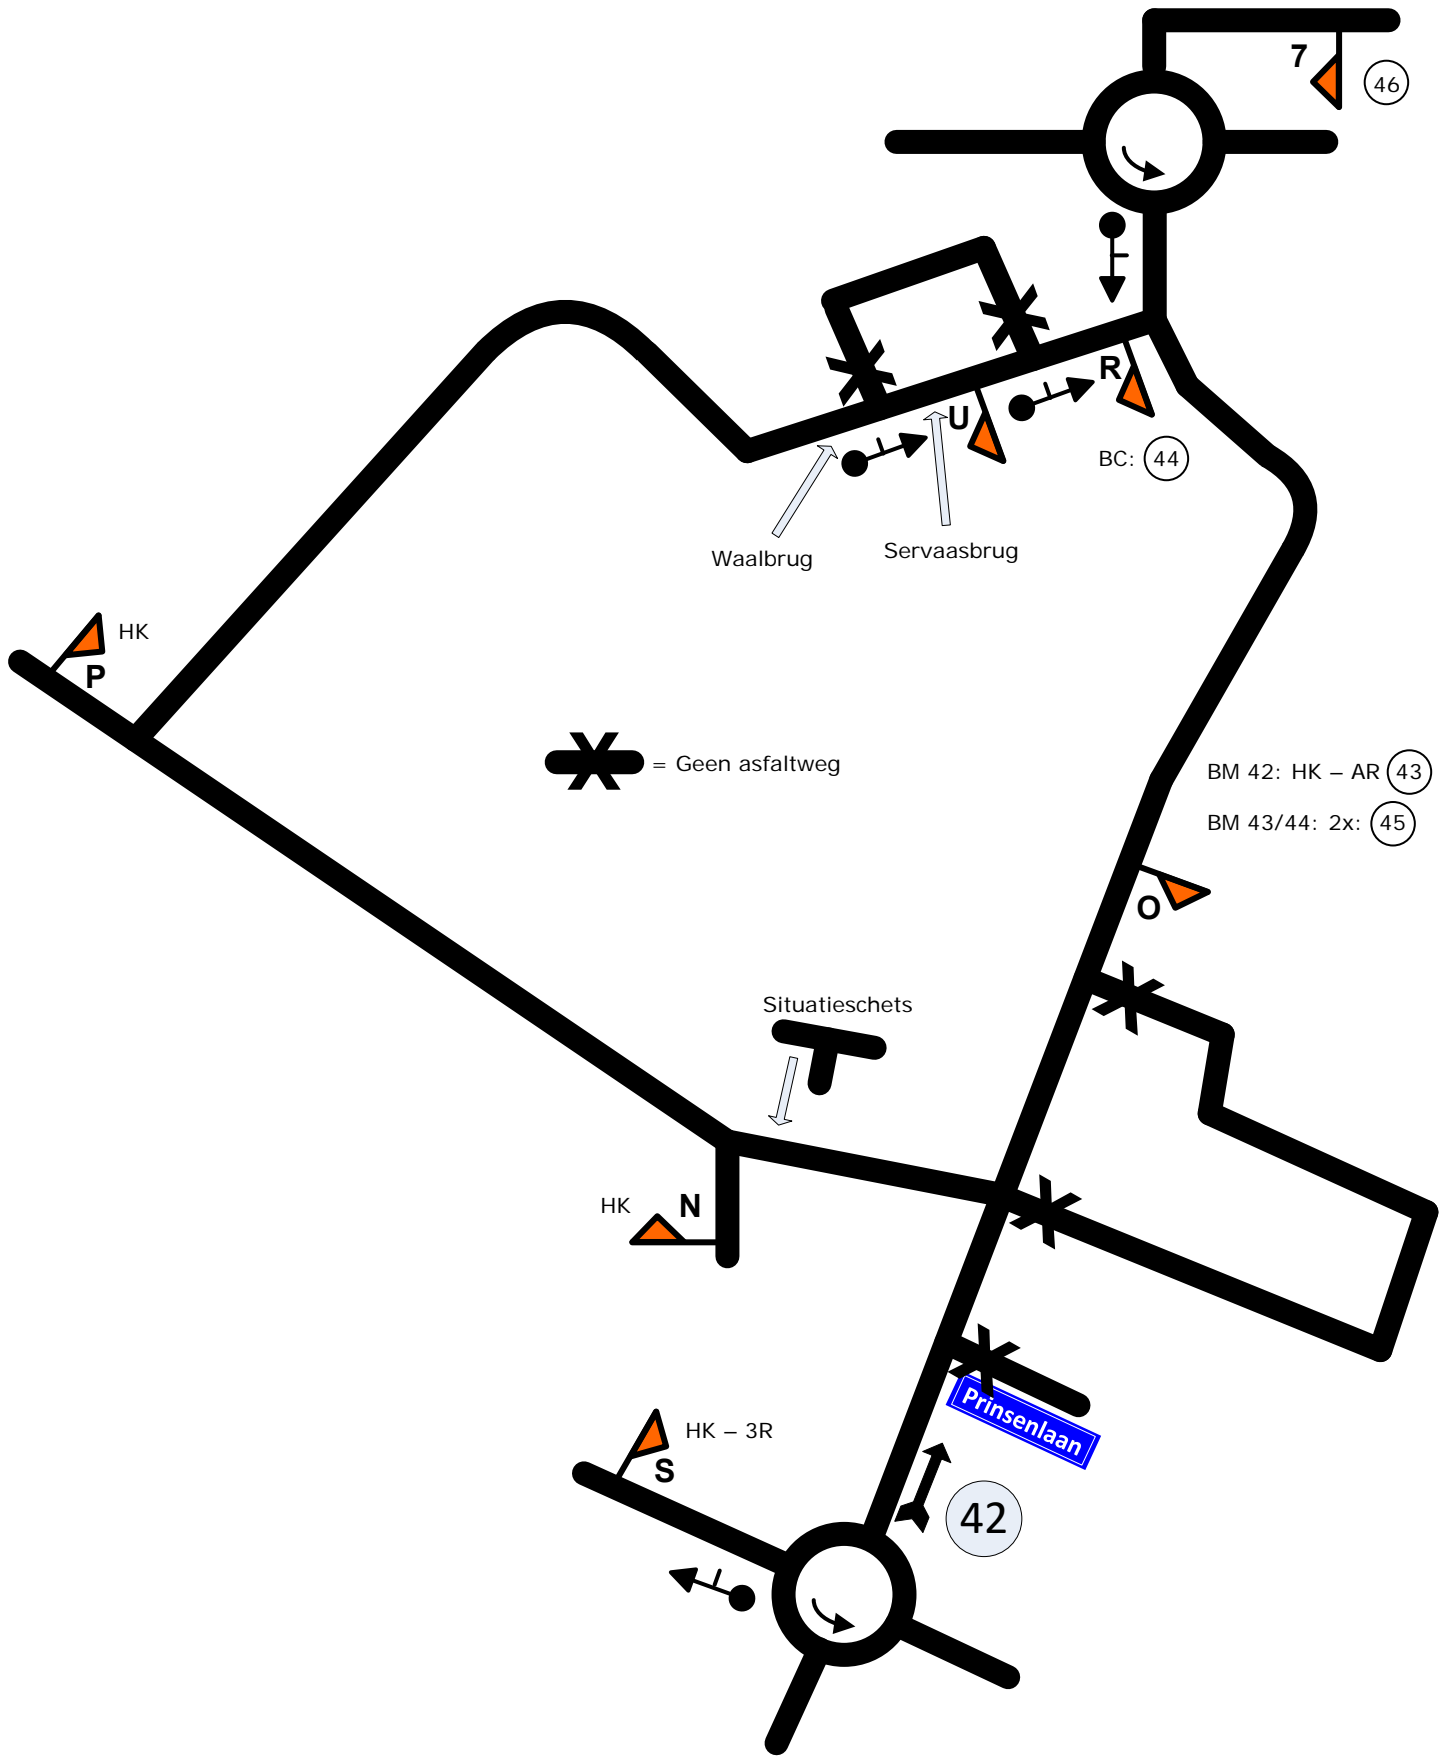 7
46
R
U
BC: 44
Waalbrug
Servaasbrug
HK
P
= Geen asfaltweg
BM 42: HK – AR 43
BM 43/44: 2x: 45
O
Situatieschets
HK
N
Prinsenlaan
HK – 3R
S
42